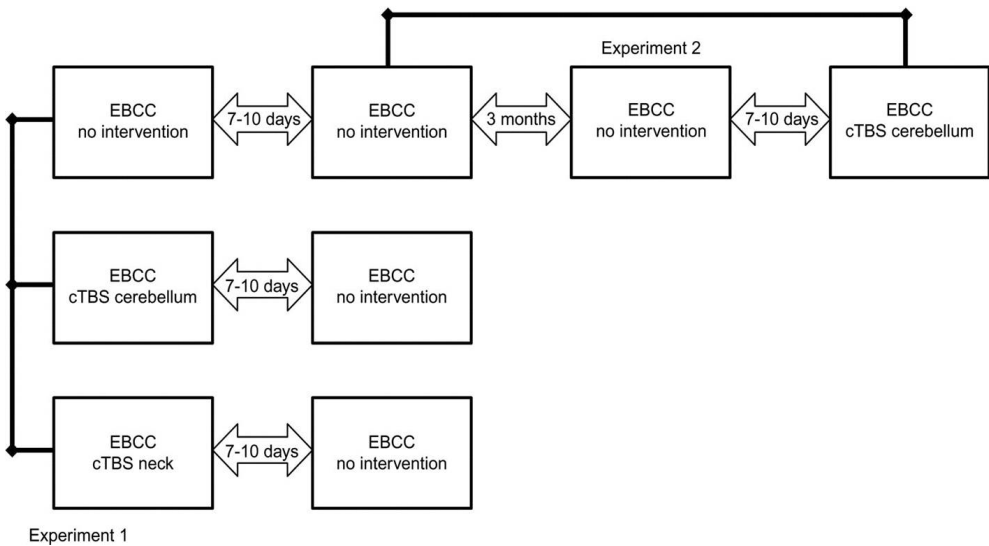 Experiment 2
EBCC
no intervention
7-10 days
EBCC
no intervention
3 months
EBCC
no intervention
7-10 days
EBCC
cTBS cerebellum
EBCC
cTBS cerebellum
7-10 days
EBCC
no intervention
EBCC
cTBS neck
7-10 days
EBCC
no intervention
Experiment 1